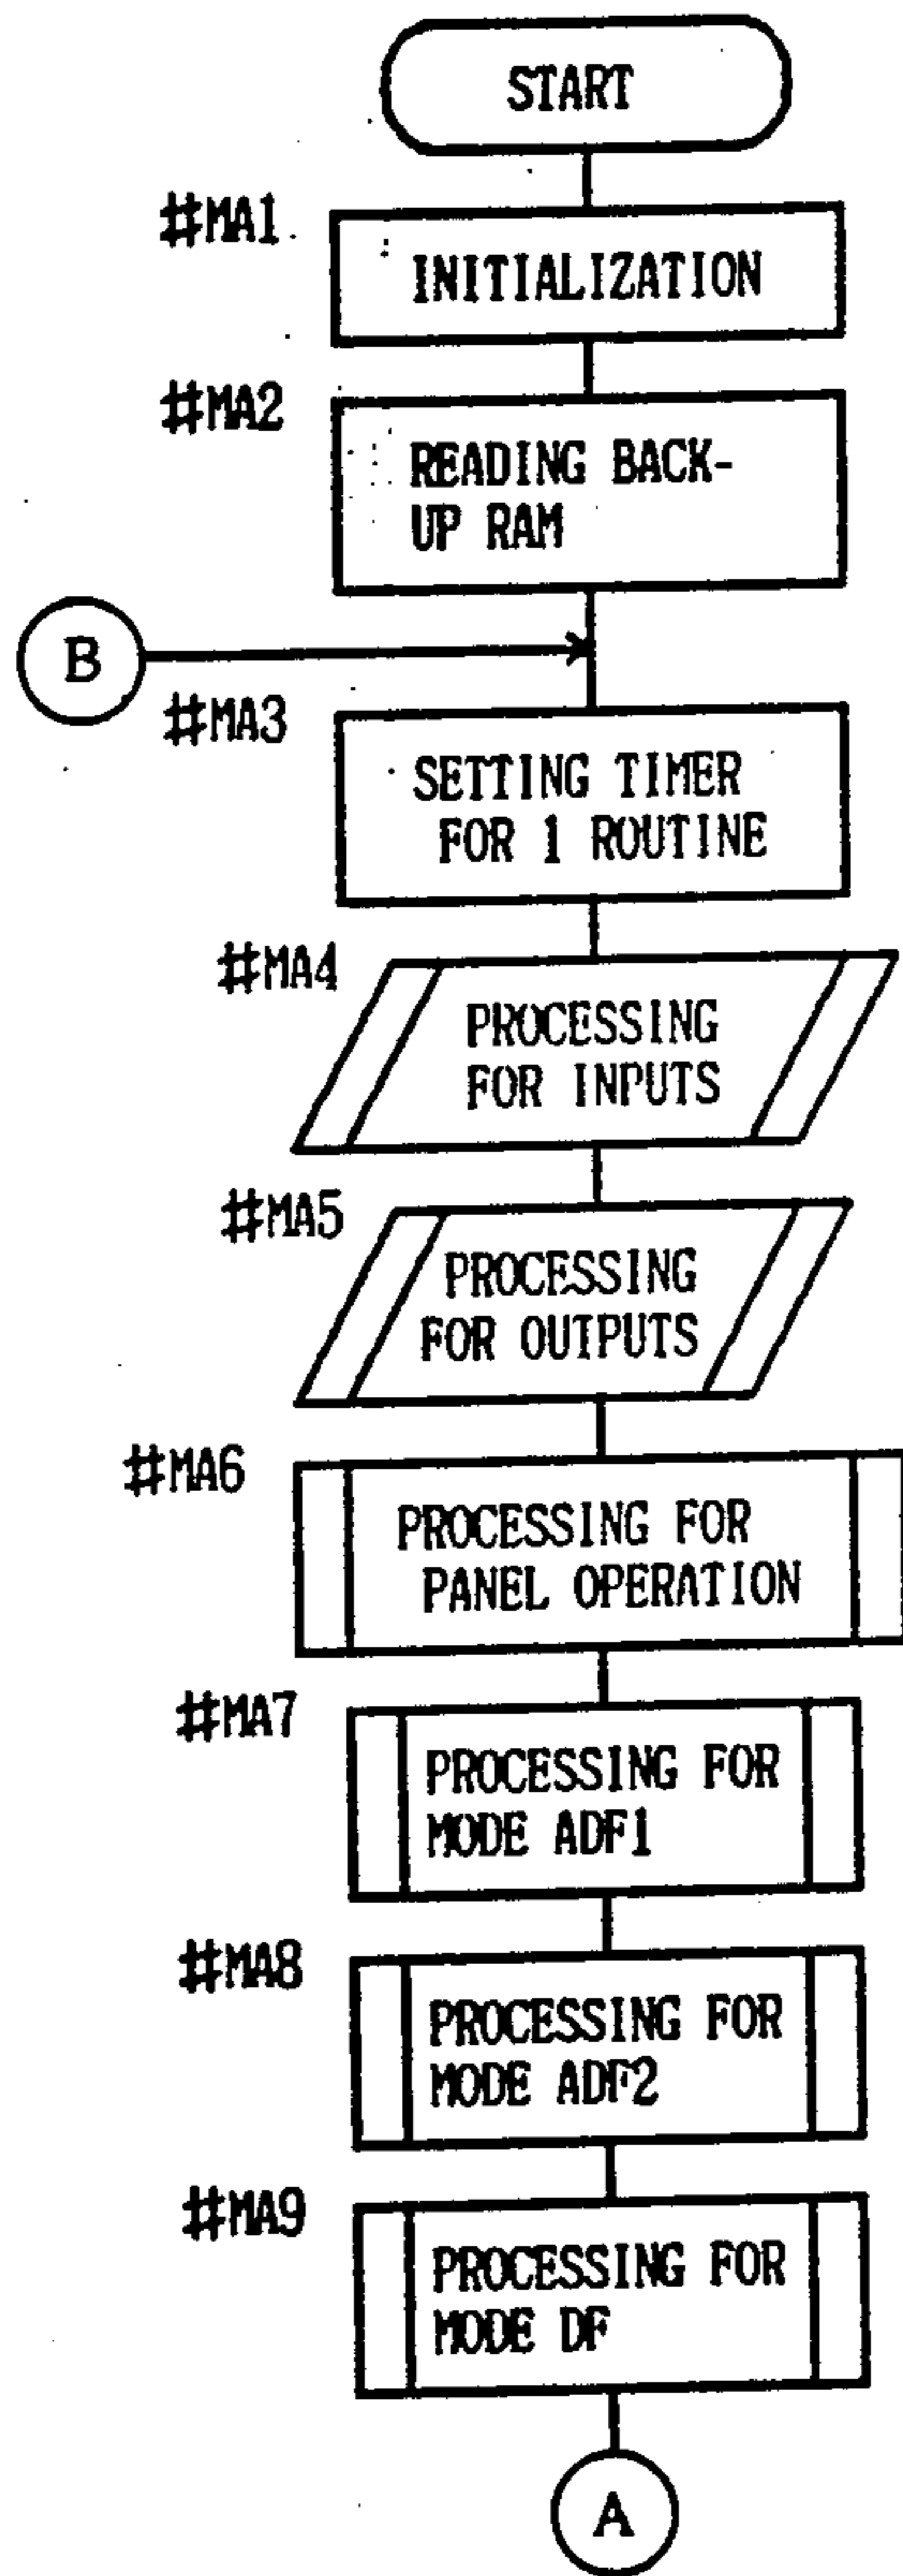 START
#MA1
INITIALIZATION
#MA2
READING BACK-
UP RAM
B
#MA3
SETTING TIMER
FOR 1 ROUTINE
#MA4
PROCESSING
FOR INPUTS
#MA5
PROCESSING
FOR OUTPUTS
#MA6
PROCESSING FOR
PANEL OPERATION
#MA7
PROCESSING FOR
MODE ADF1
#MA8
PROCESSING FOR
MODE ADF2
#MA9
PROCESSING FOR
MODE DF
A